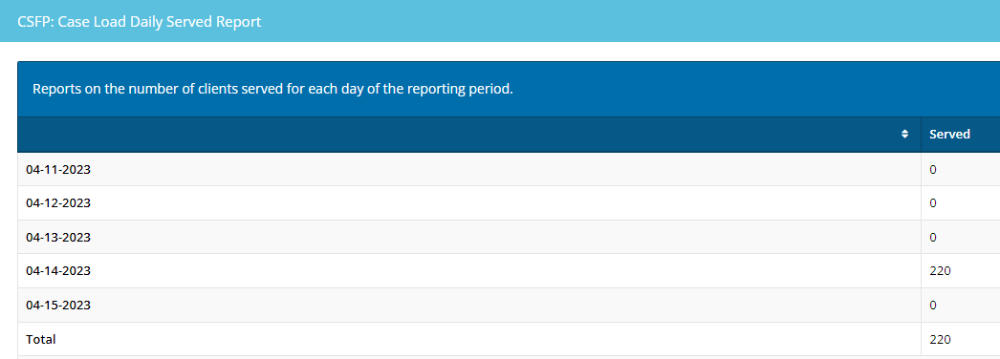 CSFP: Case Load Daily Served Report
Reports on the number of clients served for each day of the reporting period.
Served
04-11-2023 0
04-12-2023 0
04-13-2023 0
04-14-2023 220
04-15-2023 0
Total 220